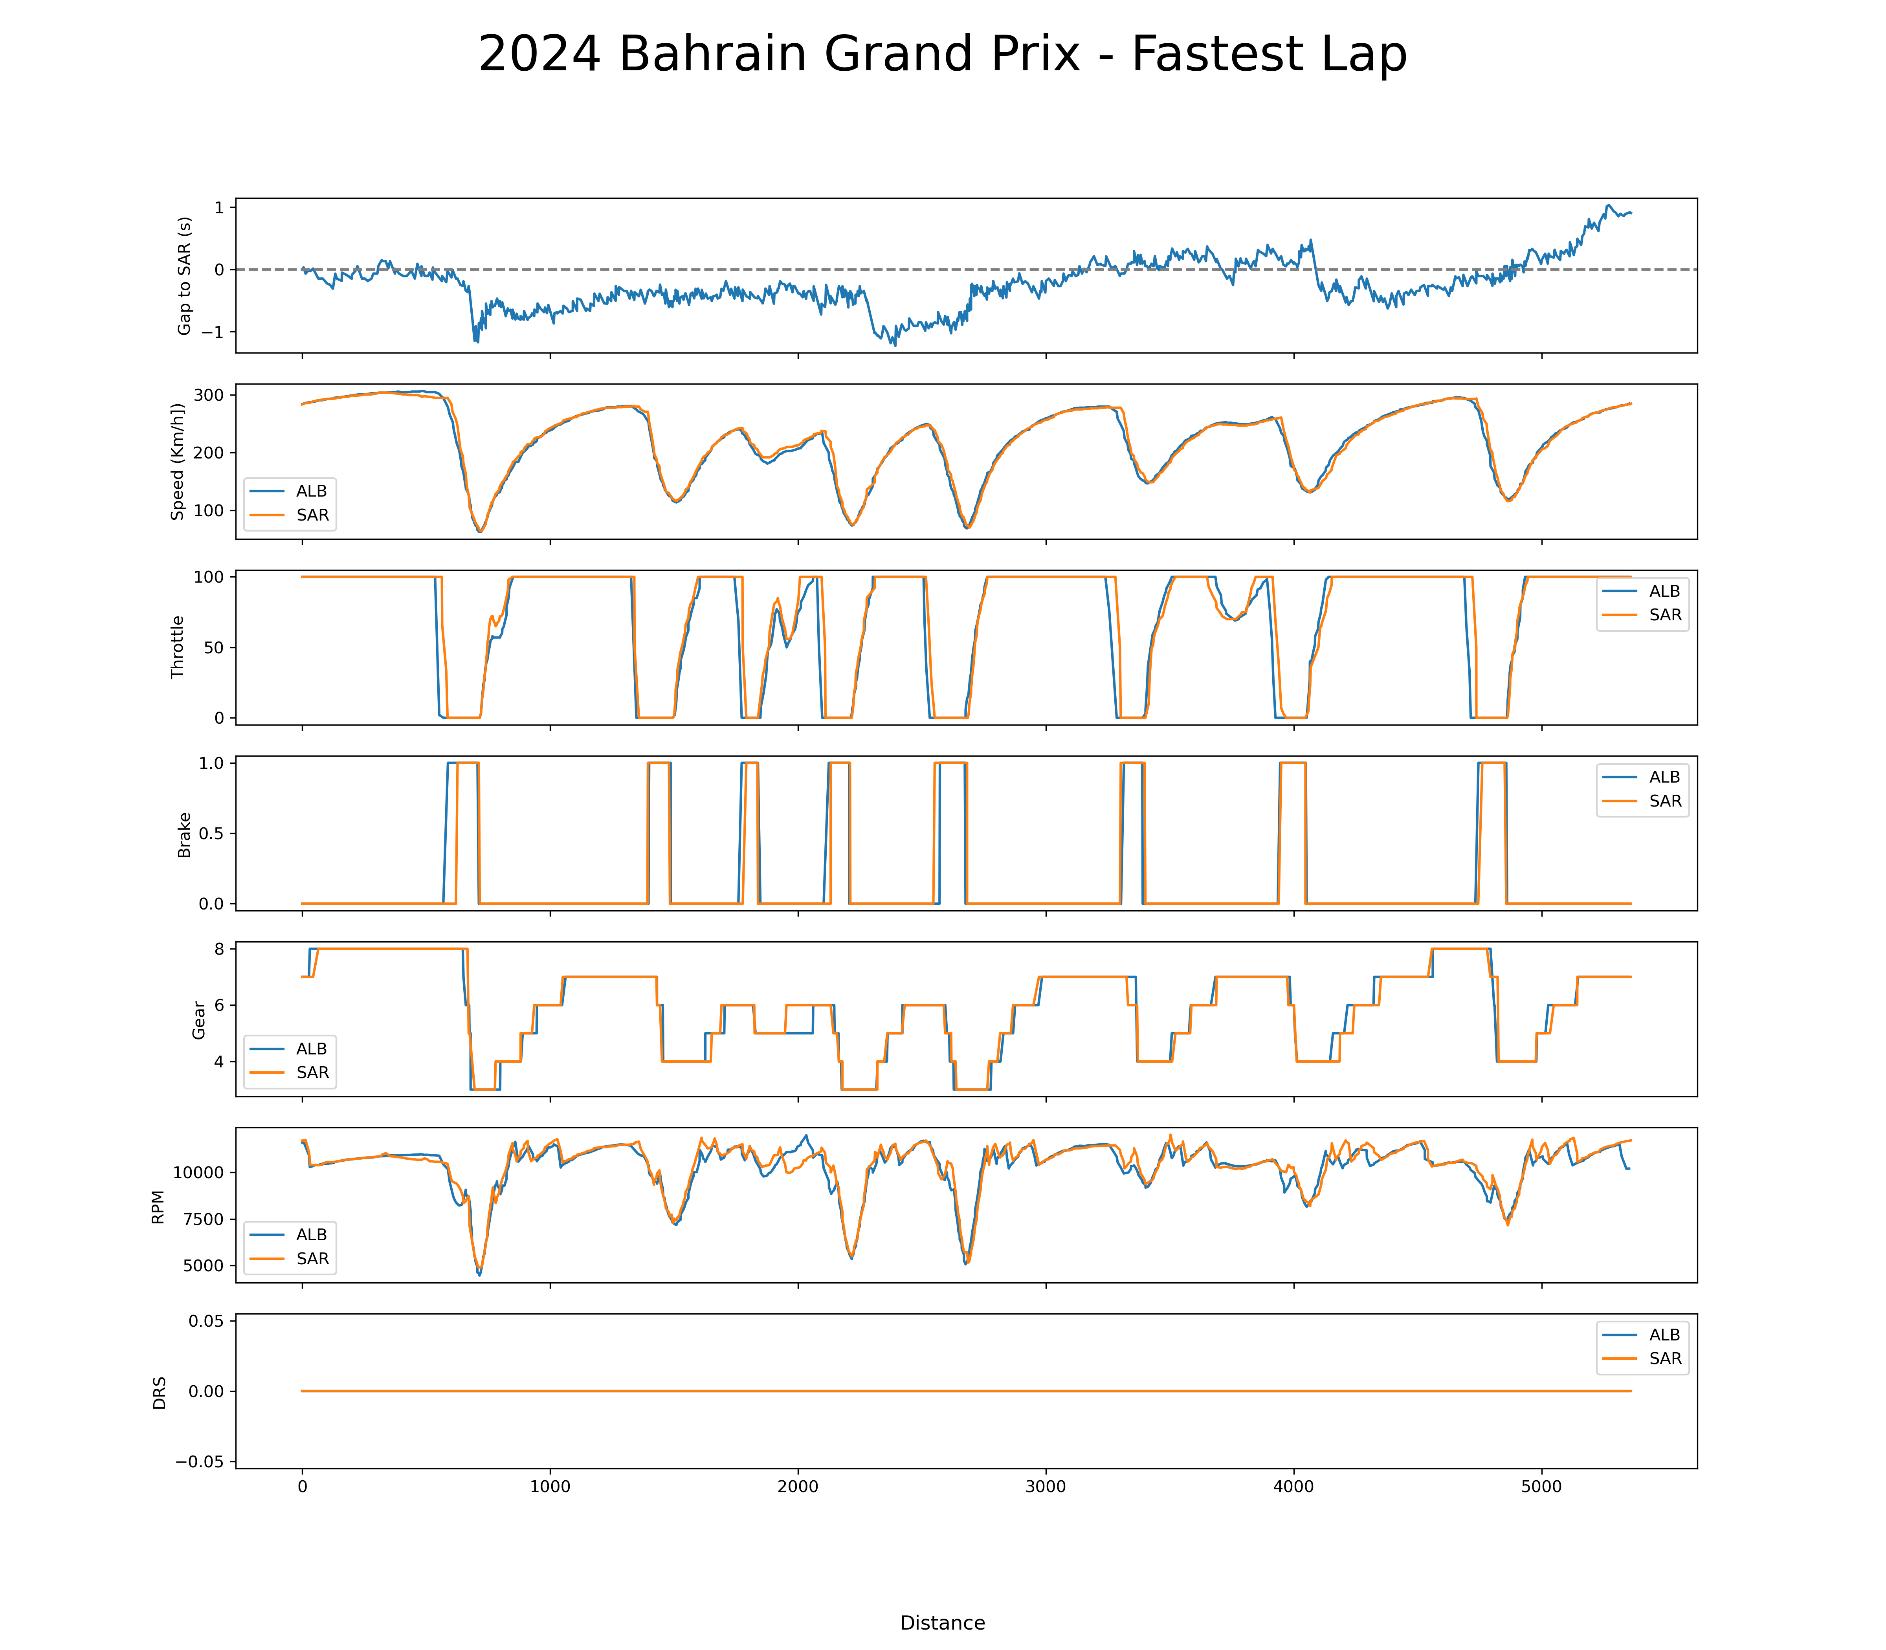 2024 Bahrain Grand Prix - Fastest Lap
1
0
−1
Gap to SAR (s)
300
200
100
Speed (Km/h])
ALB
SAR
100
50
0
Throttle
ALB
SAR
1.0
0.5
0.0
Brake
ALB
SAR
8
6
4
Gear
ALB
SAR
10000
7500
5000
RPM
ALB
SAR
0.05
0.00
−0.05
DRS
ALB
SAR
0 1000 2000 3000 4000 5000
Distance